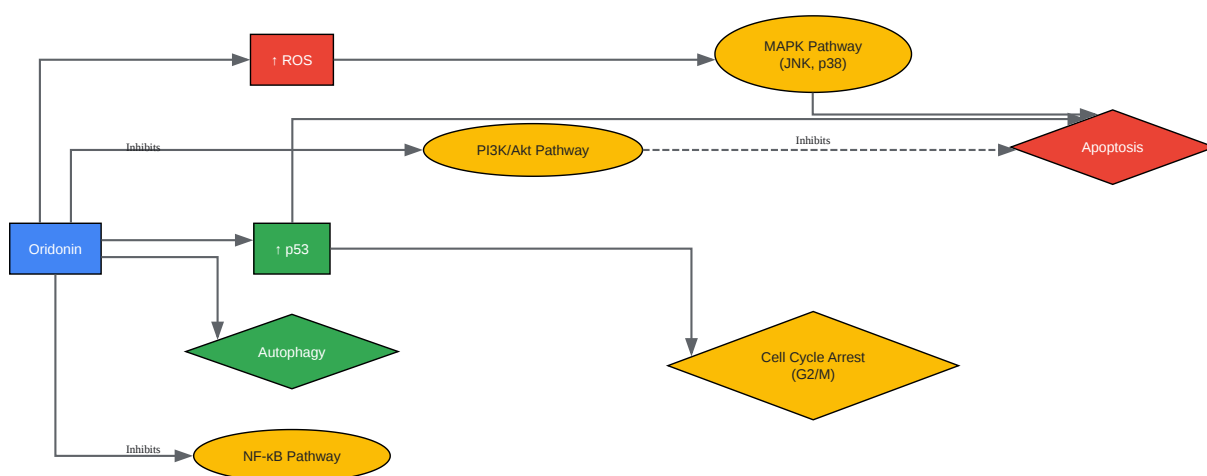 MAPK Pathway
(JNK, p38)
↑ ROS
Inhibits
PI3K/Akt Pathway
Inhibits
Apoptosis
Oridonin
↑ p53
Autophagy
Cell Cycle Arrest
(G2/M)
Inhibits
NF-κB Pathway